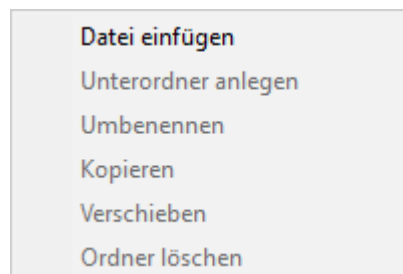 Datei einfügen
Unterordner anlegen
Umbenennen
Kopieren
Verschieben
Ordner löschen